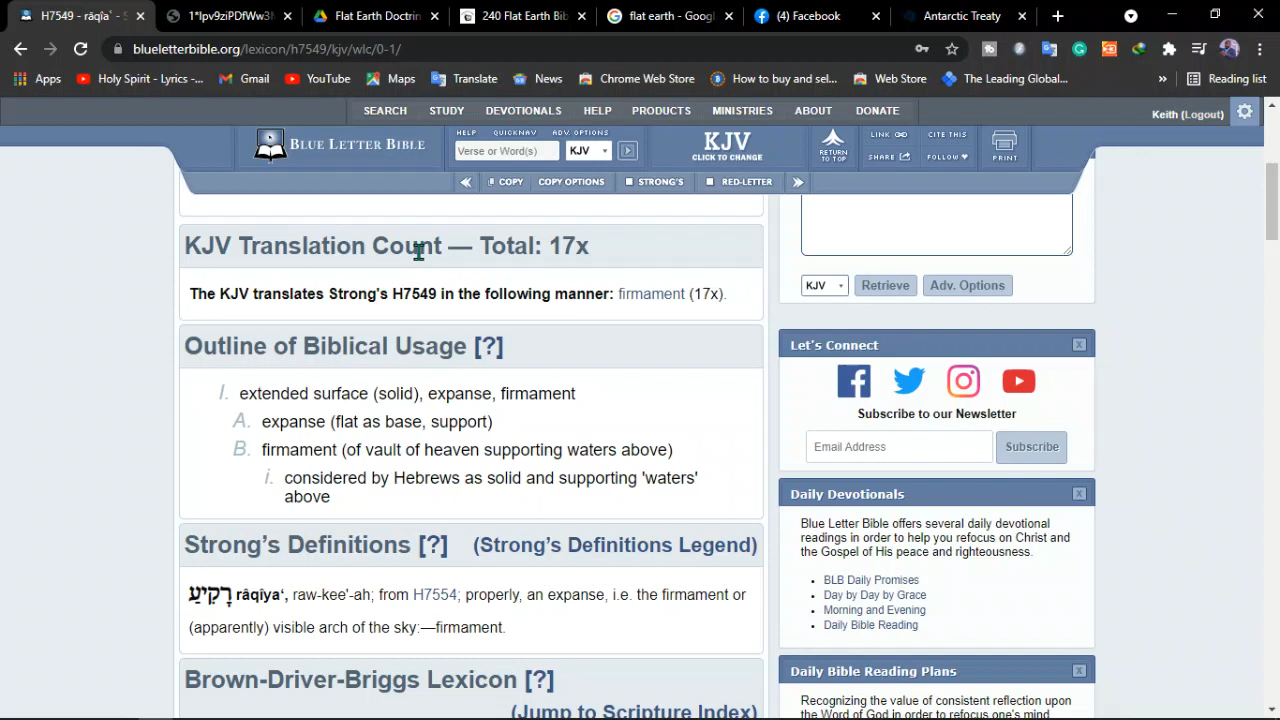 H7549 - rāqîaʿ - S
1*lpv9ziPDfWw3N
Flat Earth Doctrin
240 Flat Earth Bib
flat earth - Googl
(4) Facebook
Antarctic Treaty
blueletterbible.org/lexicon/h7549/kjv/wlc/0-1/
Apps
Holy Spirit - Lyrics -...
Gmail
YouTube
Maps
Translate
News
Chrome Web Store
How to buy and sel...
Web Store
The Leading Global...
»
Reading list
SEARCH STUDY DEVOTIONALS HELP PRODUCTS MINISTRIES ABOUT DONATE
Keith (Logout)
BLUE LETTER BIBLE
HELP QUICKNAV ADV. OPTIONS
Verse or Word(s) KJV
KJV
CLICK TO CHANGE
RETURN
TO TOP
LINK
SHARE
CITE THIS
FOLLOW
PRINT
COPY COPY OPTIONS STRONG'S RED-LETTER
KJV Translation Count — Total: 17x
The KJV translates Strong's H7549 in the following manner: firmament (17x).
Outline of Biblical Usage [?]
I. extended surface (solid), expanse, firmament
A. expanse (flat as base, support)
B. firmament (of vault of heaven supporting waters above)
i. considered by Hebrews as solid and supporting 'waters'
above
Strong's Definitions [?] (Strong's Definitions Legend)
רָקִיעַ râqîyaʻ, raw-kee'-ah; from H7554; properly, an expanse, i.e. the firmament or
(apparently) visible arch of the sky:—firmament.
Brown-Driver-Briggs Lexicon [?]
(Jump to Scripture Index)
KJV Retrieve Adv. Options
Let's Connect x
Subscribe to our Newsletter
Email Address Subscribe
Daily Devotionals x
Blue Letter Bible offers several daily devotional
readings in order to help you refocus on Christ and
the Gospel of His peace and righteousness.
BLB Daily Promises
Day by Day by Grace
Morning and Evening
Daily Bible Reading
Daily Bible Reading Plans x
Recognizing the value of consistent reflection upon
the Word of God in order to refocus one's mind